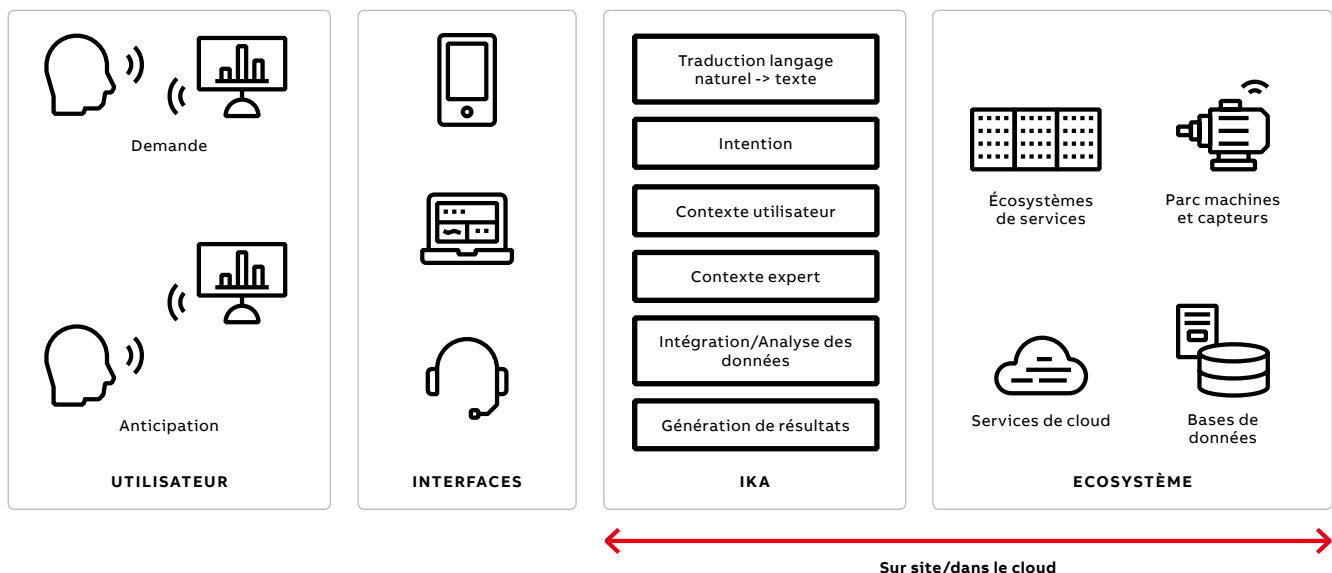 Demande
Anticipation
UTILISATEUR
INTERFACES
Traduction langage
naturel -> texte
Intention
Contexte utilisateur
Contexte expert
Intégration/Analyse des
données
Génération de résultats
IKA
Écosystèmes
de services
Parc machines
et capteurs
Services de cloud
Bases de
données
ECOSYSTÈME
Sur site/dans le cloud